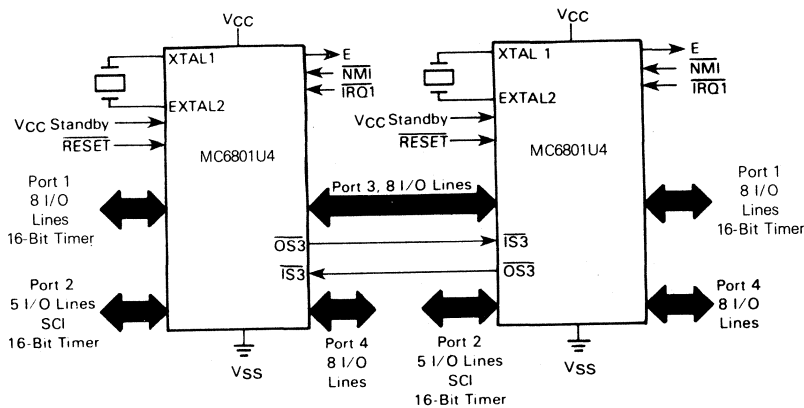 VCC
XTAL1
E
NMI
IRQ1
EXTAL2
VCC Standby
RESET
MC6801U4
Port 1
8 I/O
Lines
16-Bit Timer
Port 2
5 I/O Lines
SCI
16-Bit Timer
OS3
IS3
Port 4
8 I/O
Lines
VSS
Port 3, 8 I/O Lines
VCC
XTAL 1
E
NMI
IRQ1
EXTAL2
VCC Standby
RESET
MC6801U4
Port 1
8 I/O
Lines
16-Bit Timer
IS3
OS3
Port 4
8 I/O
Lines
Port 2
5 I/O Lines
SCI
16-Bit Timer
VSS